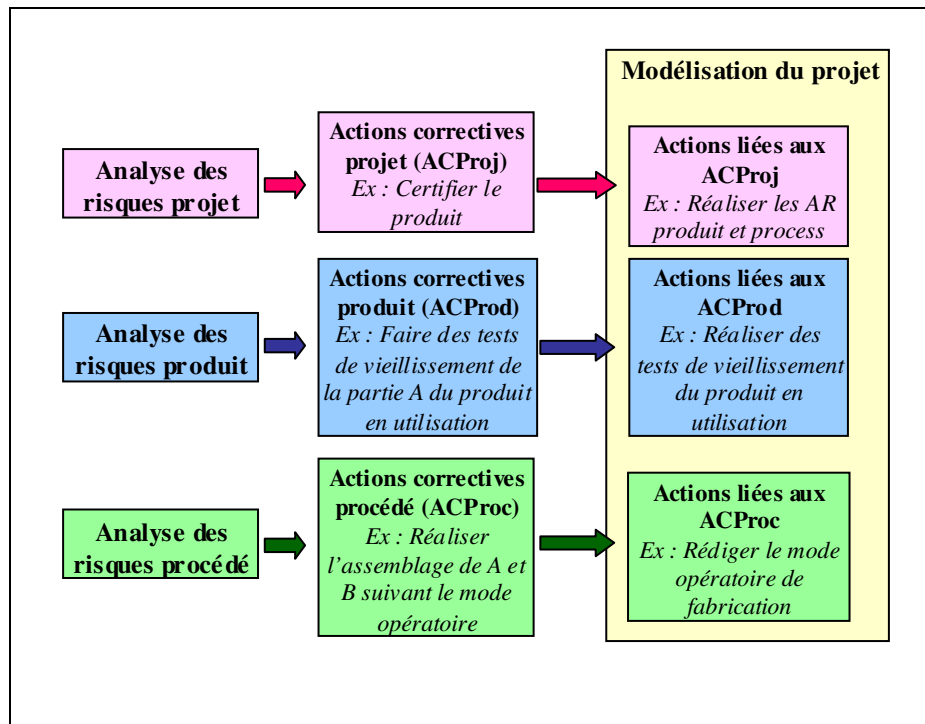 Modélisation du projet
Analyse des
risques projet
Actions correctives
projet (ACProj)
Ex : Certifier le
produit
Actions liées aux
ACProj
Ex : Réaliser les AR
produit et process
Analyse des
risques produit
Actions correctives
produit (ACProd)
Ex : Faire des tests
de vieillissement de
la partie A du produit
en utilisation
Actions liées aux
ACProd
Ex : Réaliser des
tests de vieillissement
du produit en
utilisation
Analyse des
risques procédé
Actions correctives
procédé (ACProc)
Ex : Réaliser
l’assemblage de A et
B suivant le mode
opératoire
Actions liées aux
ACProc
Ex : Rédiger le mode
opératoire de
fabrication